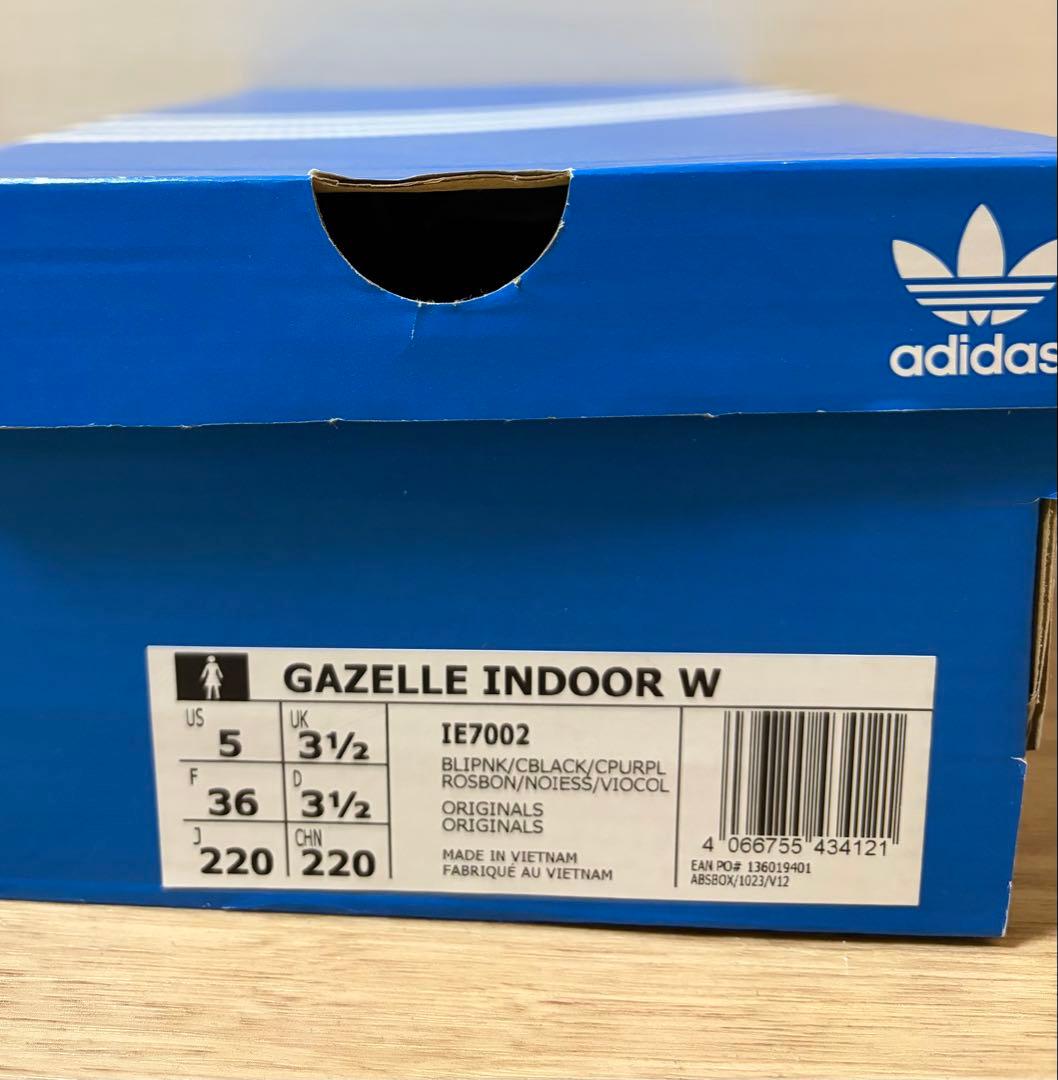 adidas
GAZELLE INDOOR W
US 5
UK 3½
F 36
D 3½
J 220
CHN 220
IE7002
BLIPNK/CBLACK/CPURPL
ROSBON/NOIESS/VIOCOL
ORIGINALS
ORIGINALS
MADE IN VIETNAM
FABRIQUÉ AU VIETNAM
4 066755 434121
EAN PO# 136019401
ABSBOX/1023/V12